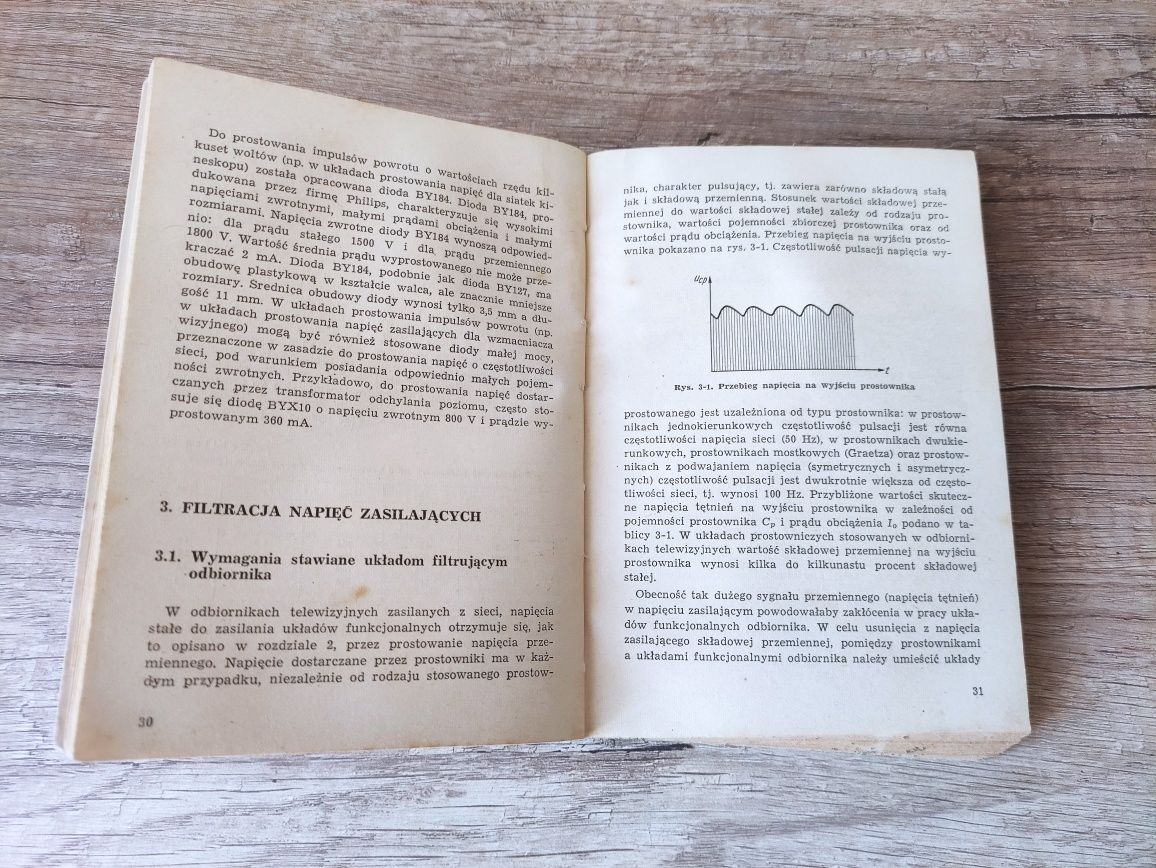 Do prostowania impulsów powrotu o wartościach rzędu kil-
kuset woltów (np. w układach prostowania napięć dla siatek ki-
neskopu) została opracowana dioda BY184. Dioda BY184, pro-
dukowana przez firmę Philips, charakteryzuje się wysokimi
napięciami zwrotnymi, małymi prądami obciążenia i małymi
rozmiarami. Napięcia zwrotne diody BY184 wynoszą odpowied-
nio: dla prądu stałego 1500 V i dla prądu przemiennego
1800 V. Wartość średnia prądu wyprostowanego nie może prze-
kraczać 2 mA. Dioda BY184, podobnie jak dioda BY127, ma
obudowę plastykową w kształcie walca, ale znacznie mniejsze
rozmiary. Średnica obudowy diody wynosi tylko 3,5 mm a dłu-
gość 11 mm. W układach prostowania impulsów powrotu (np.
w układach prostowania napięć zasilających dla wzmacniacza
wizyjnego) mogą być również stosowane diody małej mocy,
przeznaczone w zasadzie do prostowania napięć o częstotliwości
sieci, pod warunkiem posiadania odpowiednio małych pojem-
ności zwrotnych. Przykładowo, do prostowania napięć dostar-
czanych przez transformator odchylania poziomu, często sto-
suje się diodę BYX10 o napięciu zwrotnym 800 V i prądzie wy-
prostowanym 360 mA.
3. FILTRACJA NAPIĘĆ ZASILAJĄCYCH
3.1. Wymagania stawiane układom filtrującym
odbiornika
W odbiornikach telewizyjnych zasilanych z sieci, napięcia
stałe do zasilania układów funkcjonalnych otrzymuje się, jak
to opisano w rozdziale 2, przez prostowanie napięcia prze-
miennego. Napięcie dostarczane przez prostowniki ma w każ-
dym przypadku, niezależnie od rodzaju stosowanego prostow-
30
nika, charakter pulsujący, tj. zawiera zarówno składową stałą
jak i składową przemienną. Stosunek wartości składowej prze-
miennej do wartości składowej stałej zależy od rodzaju pro-
stownika, wartości pojemności zbiorczej prostownika oraz od
wartości prądu obciążenia. Przebieg napięcia na wyjściu prosto-
wnika pokazano na rys. 3-1. Częstotliwość pulsacji napięcia wy-
Ucp
t
Rys. 3-1. Przebieg napięcia na wyjściu prostownika
prostowanego jest uzależniona od typu prostownika: w prostow-
nikach jednokierunkowych częstotliwość pulsacji jest równa
częstotliwości napięcia sieci (50 Hz), w prostownikach dwukie-
runkowych, prostownikach mostkowych (Graetza) oraz prostow-
nikach z podwajaniem napięcia (symetrycznych i asymetrycz-
nych) częstotliwość pulsacji jest dwukrotnie większa od często-
tliwości sieci, tj. wynosi 100 Hz. Przybliżone wartości skutecz-
ne napięcia tętnień na wyjściu prostownika w zależności od
pojemności prostownika Cp i prądu obciążenia Io podano w ta-
blicy 3-1. W układach prostowniczych stosowanych w odbiorni-
kach telewizyjnych wartość składowej przemiennej na wyjściu
prostownika wynosi kilka do kilkunastu procent składowej
stałej.
Obecność tak dużego sygnału przemiennego (napięcia tętnień)
w napięciu zasilającym powodowałaby zakłócenia w pracy ukła-
dów funkcjonalnych odbiornika. W celu usunięcia z napięcia
zasilającego składowej przemiennej, pomiędzy prostownikami
a układami funkcjonalnymi odbiornika należy umieścić układy
31